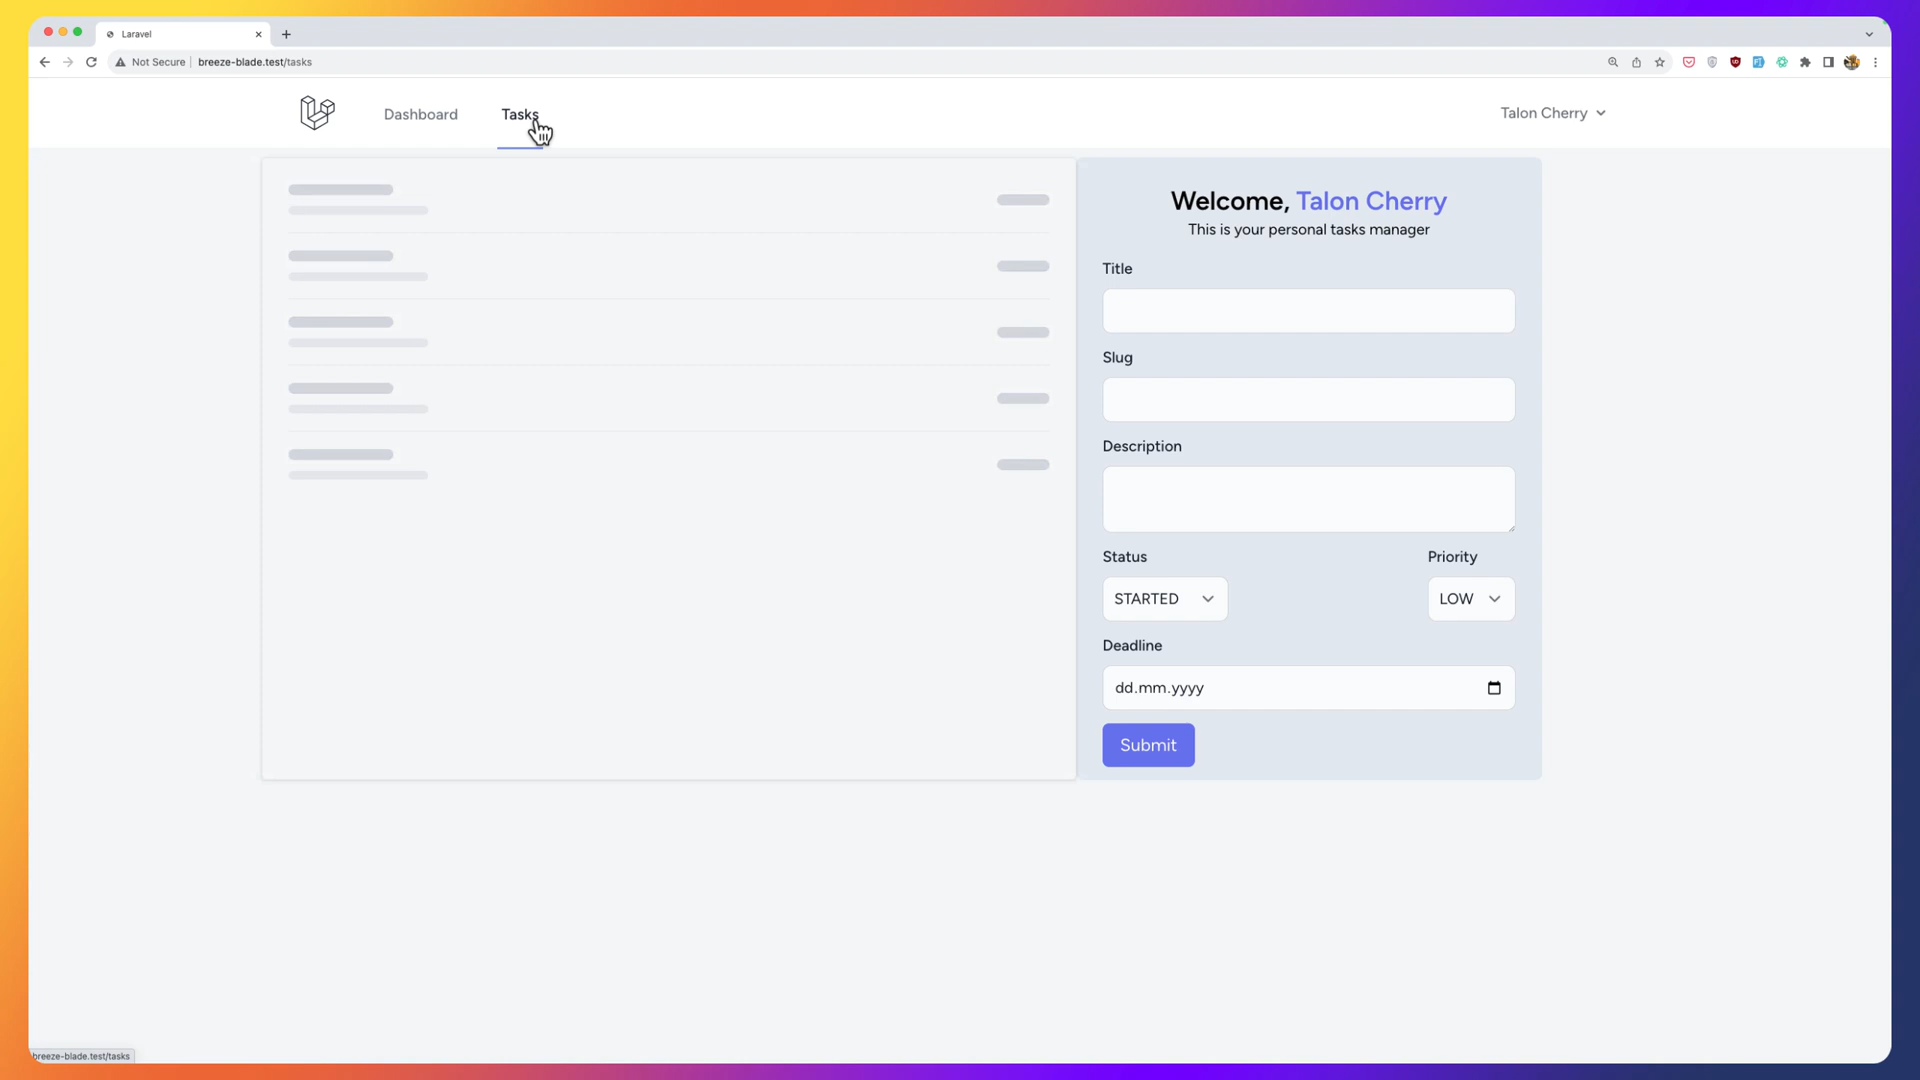 Laravel
Not Secure
breeze-blade.test/tasks
Dashboard
Tasks
Talon Cherry
Welcome, Talon Cherry
This is your personal tasks manager
Title
Slug
Description
Status
Priority
STARTED
LOW
Deadline
dd.mm.yyyy
Submit
breeze-blade.test/tasks